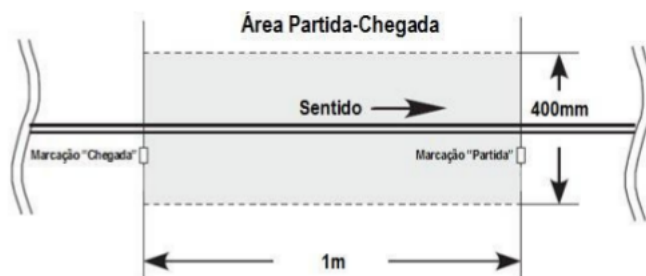 Área Partida-Chegada
Sentido
400mm
Marcação "Chegada"
Marcação "Partida"
1m